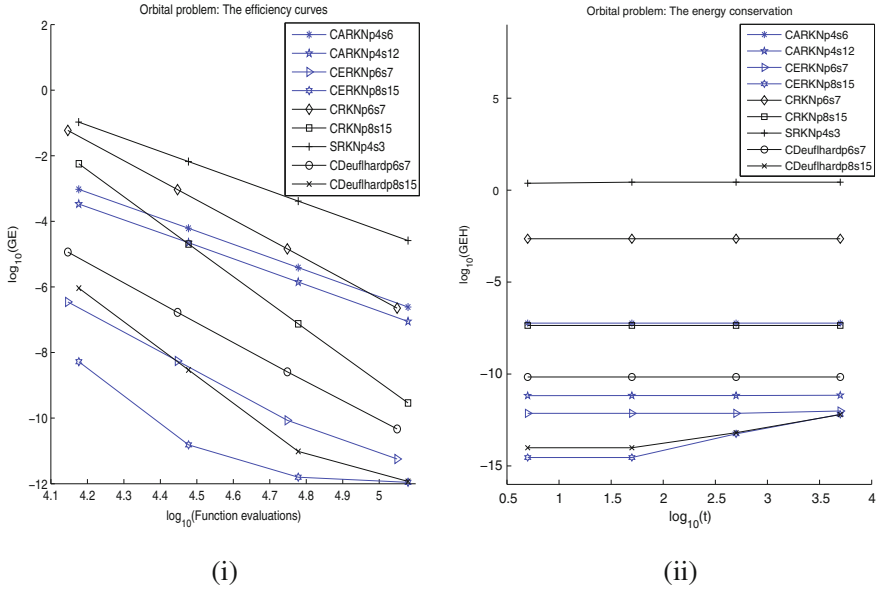 Orbital problem: The efficiency curves
2
0
−2
−4
−6
−8
−10
−12
log10(GE)
4.1
4.2
4.3
4.4
4.5
4.6
4.7
4.8
4.9
5
log10(Function evaluations)
CARKNp4s6
CARKNp4s12
CERKNp6s7
CERKNp8s15
CRKNp6s7
CRKNp8s15
SRKNp4s3
CDeuflhardp6s7
CDeuflhardp8s15
(i)
Orbital problem: The energy conservation
5
0
−5
−10
−15
log10(GEH)
0.5
1
1.5
2
2.5
3
3.5
4
log10(t)
CARKNp4s6
CARKNp4s12
CERKNp6s7
CERKNp8s15
CRKNp6s7
CRKNp8s15
SRKNp4s3
CDeuflhardp6s7
CDeuflhardp8s15
(ii)